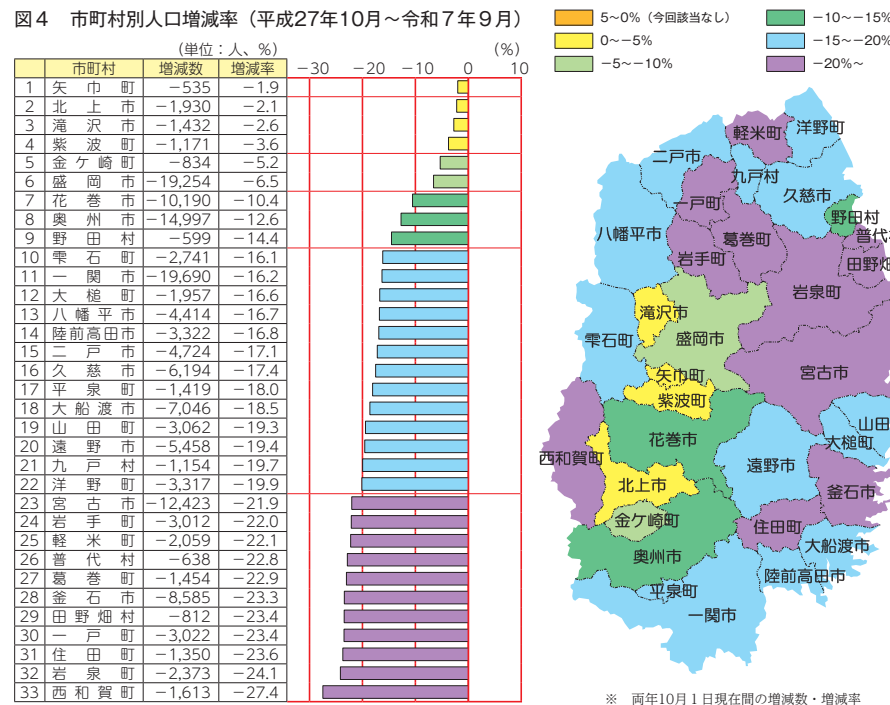 図4 市町村別人口増減率（平成27年10月～令和7年9月）
（単位：人、％）
（％）
市町村 増減数 増減率
−30 −20 −10 0 10
1 矢巾町 −535 −1.9
2 北上市 −1,930 −2.1
3 滝沢市 −1,432 −2.6
4 紫波町 −1,171 −3.6
5 金ケ崎町 −834 −5.2
6 盛岡市 −19,254 −6.5
7 花巻市 −10,190 −10.4
8 奥州市 −14,997 −12.6
9 野田村 −599 −14.4
10 雫石町 −2,741 −16.1
11 一関市 −19,690 −16.2
12 大槌町 −1,957 −16.6
13 八幡平市 −4,414 −16.7
14 陸前高田市 −3,322 −16.8
15 二戸市 −4,724 −17.1
16 久慈市 −6,194 −17.4
17 平泉町 −1,419 −18.0
18 大船渡市 −7,046 −18.5
19 山田町 −3,062 −19.3
20 遠野市 −5,458 −19.4
21 九戸村 −1,154 −19.7
22 洋野町 −3,317 −19.9
23 宮古市 −12,423 −21.9
24 岩手町 −3,012 −22.0
25 軽米町 −2,059 −22.1
26 普代村 −638 −22.8
27 葛巻町 −1,454 −22.9
28 釜石市 −8,585 −23.3
29 田野畑村 −812 −23.4
30 一戸町 −3,022 −23.4
31 住田町 −1,350 −23.6
32 岩泉町 −2,373 −24.1
33 西和賀町 −1,613 −27.4
5～0％（今回該当なし）
0～−5％
−5～−10％
−10～−15％
−15～−20％
−20％～
洋野町
軽米町
二戸市
九戸村
久慈市
一戸町
野田村
八幡平市
葛巻町
普代
岩手町
田野畑
岩泉町
滝沢市
雫石町
盛岡市
宮古市
矢巾町
紫波町
山田
花巻市
大槌町
西和賀町
遠野市
北上市
釜石市
金ケ崎町
住田町
大船渡市
奥州市
陸前高田市
平泉町
一関市
※ 両年10月1日現在間の増減数・増減率